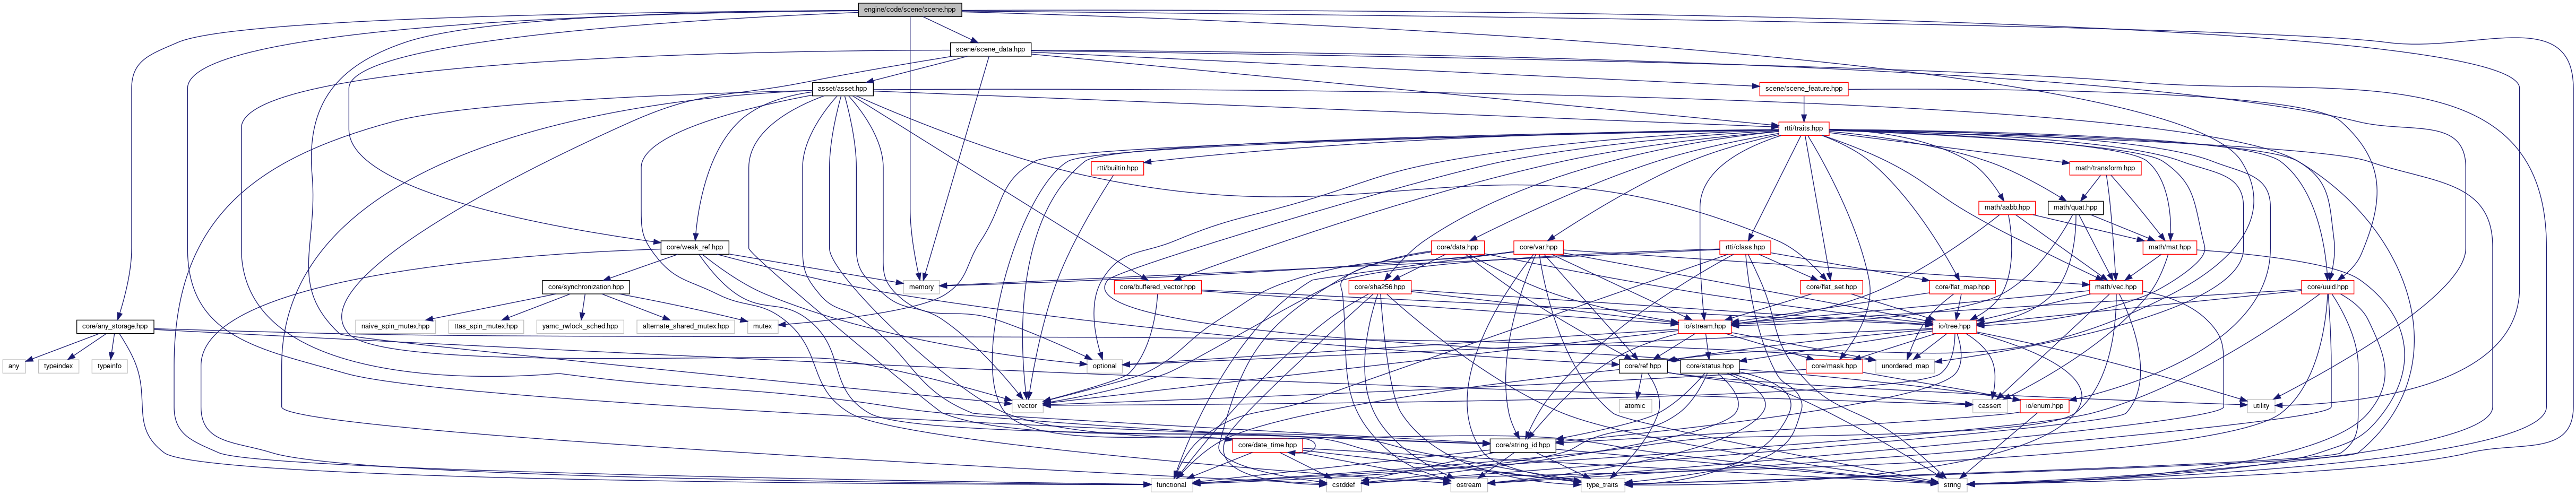 engine/code/scene/scene.hpp
scene/scene_data.hpp
asset/asset.hpp
scene/scene_feature.hpp
rtti/traits.hpp
rtti/builtin.hpp
math/transform.hpp
math/aabb.hpp
math/quat.hpp
core/weak_ref.hpp
core/data.hpp
core/var.hpp
rtti/class.hpp
math/mat.hpp
core/synchronization.hpp
memory
core/buffered_vector.hpp
core/sha256.hpp
core/flat_set.hpp
core/flat_map.hpp
math/vec.hpp
core/uuid.hpp
core/any_storage.hpp
naive_spin_mutex.hpp
ttas_spin_mutex.hpp
yamc_rwlock_sched.hpp
alternate_shared_mutex.hpp
mutex
io/stream.hpp
io/tree.hpp
any
typeindex
typeinfo
optional
core/ref.hpp
core/status.hpp
core/mask.hpp
unordered_map
vector
atomic
cassert
io/enum.hpp
utility
core/date_time.hpp
core/string_id.hpp
functional
cstddef
ostream
type_traits
string